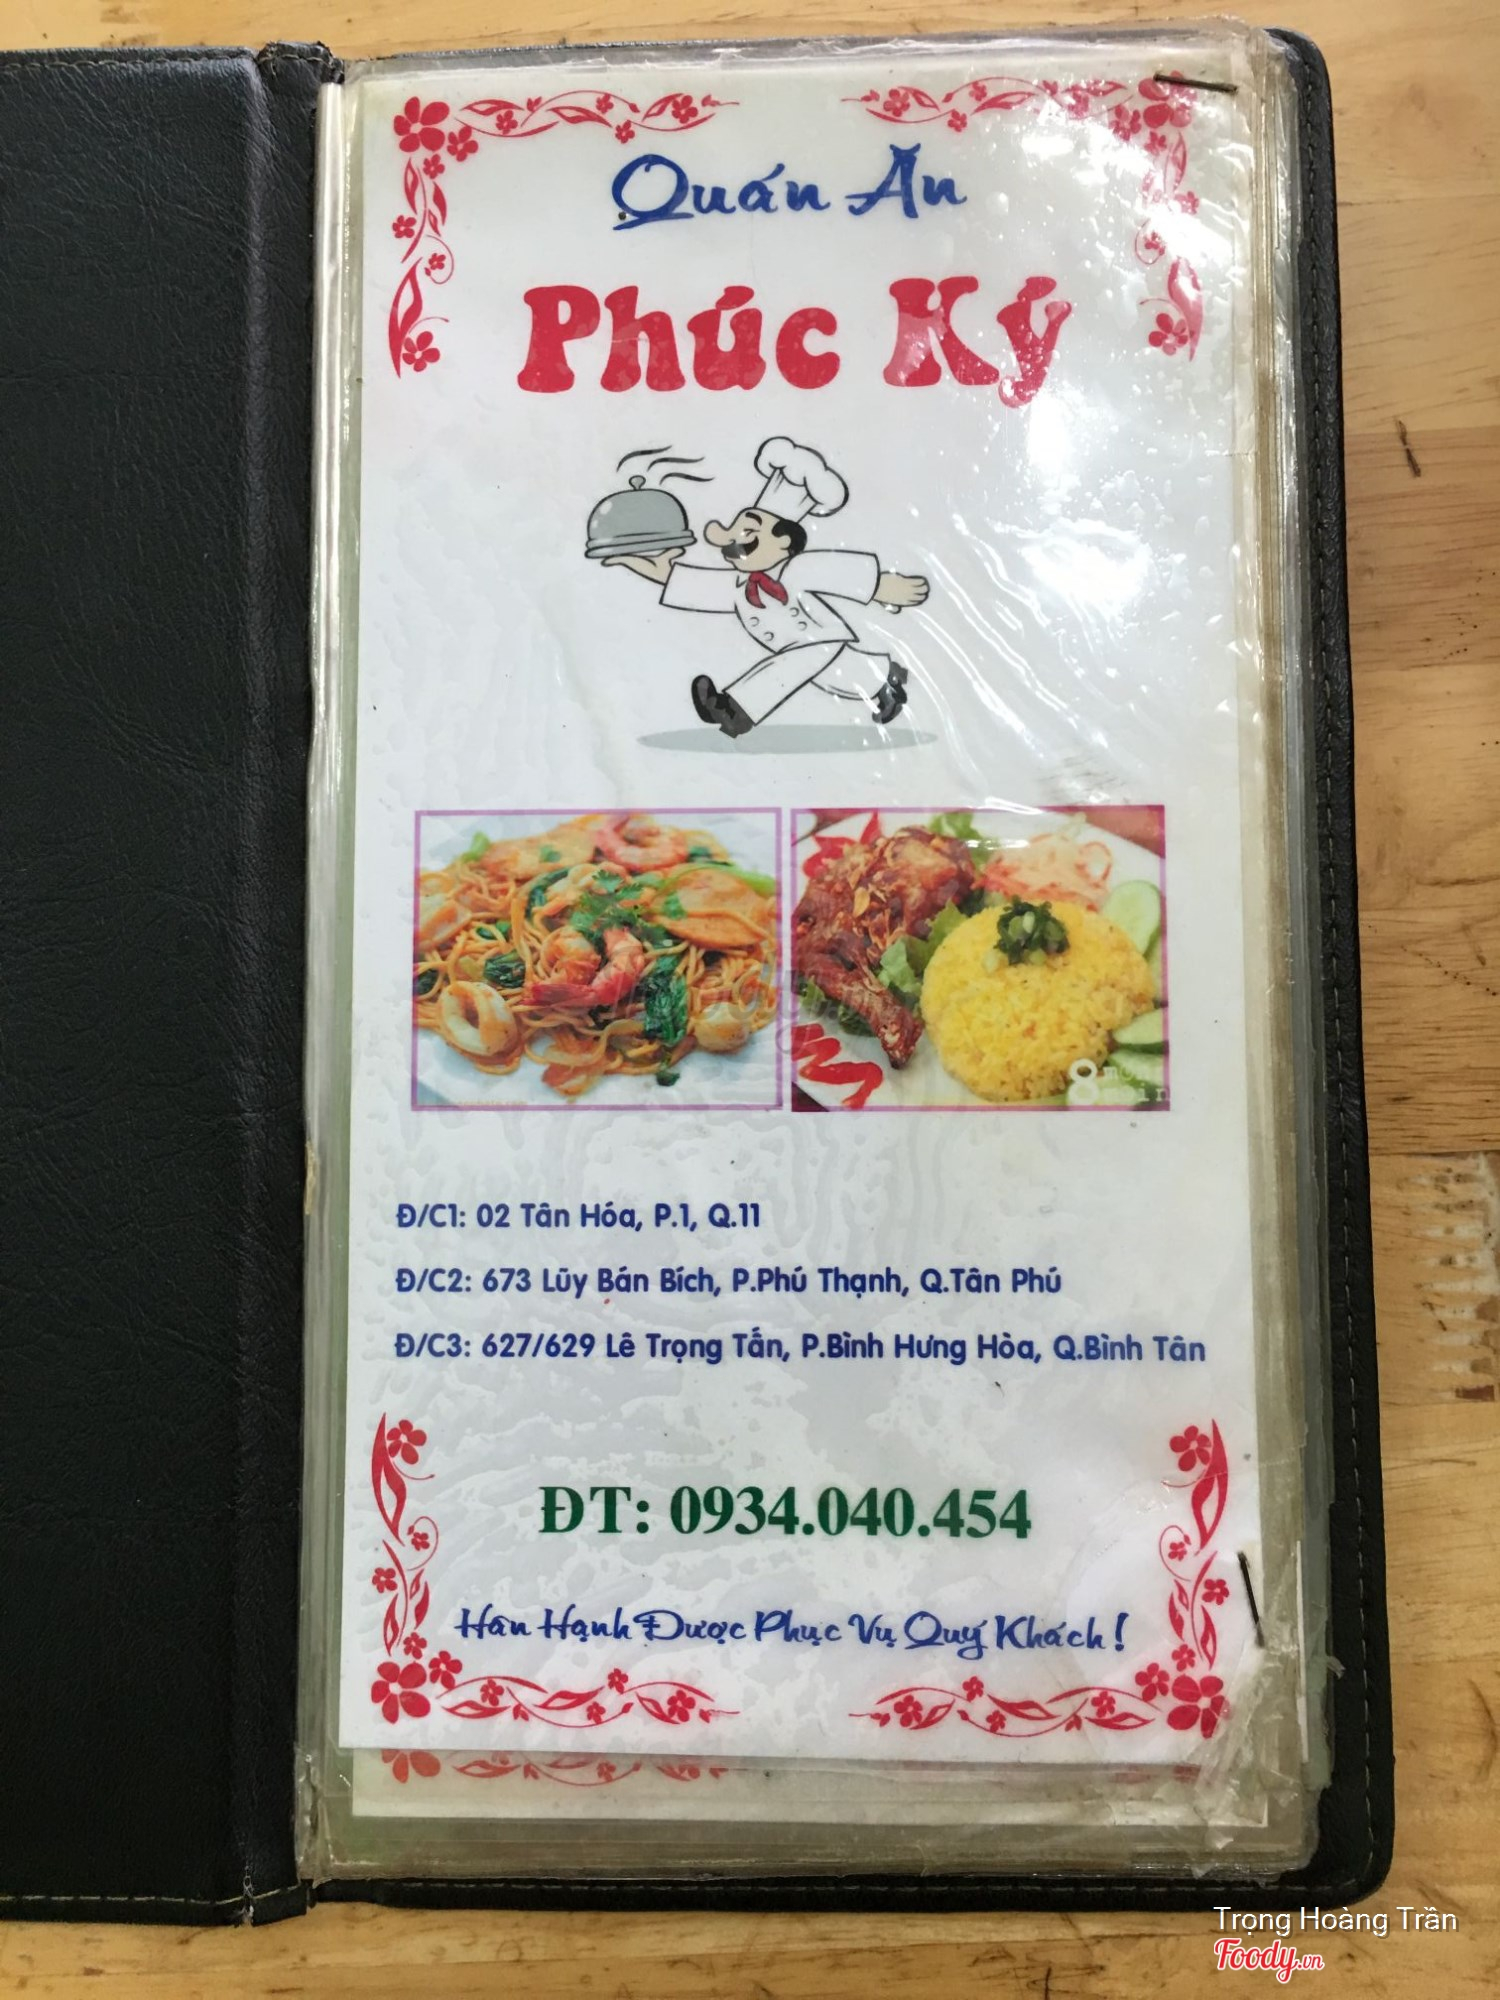 Quán Ăn
Phúc Ký
Đ/C1: 02 Tân Hóa, P.1, Q.11
Đ/C2: 673 Lũy Bán Bích, P.Phú Thạnh, Q.Tân Phú
Đ/C3: 627/629 Lê Trọng Tấn, P.Bình Hưng Hòa, Q.Bình Tân
ĐT: 0934.040.454
Hân Hạnh Được Phục Vụ Quý Khách!
Trọng Hoàng Trần
Foody.vn